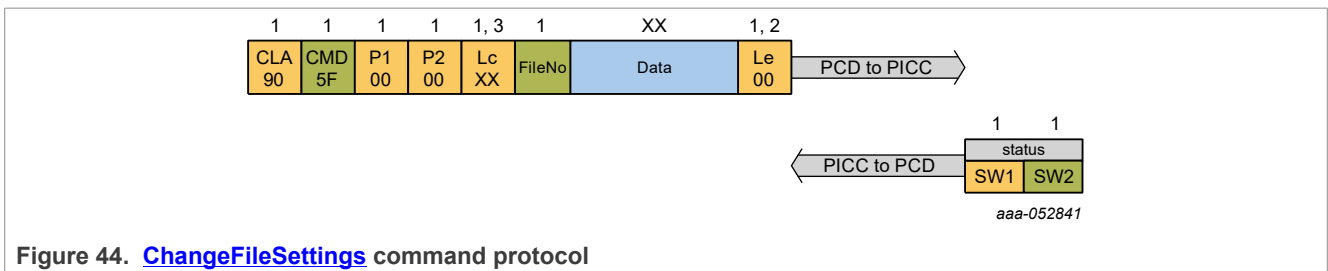 1 1 1 1 1, 3 1 XX 1, 2
CLA CMD P1 P2 Lc FileNo Data Le PCD to PICC
90 5F 00 00 XX 00
1 1
status
PICC to PCD SW1 SW2
aaa-052841
Figure 44. ChangeFileSettings command protocol